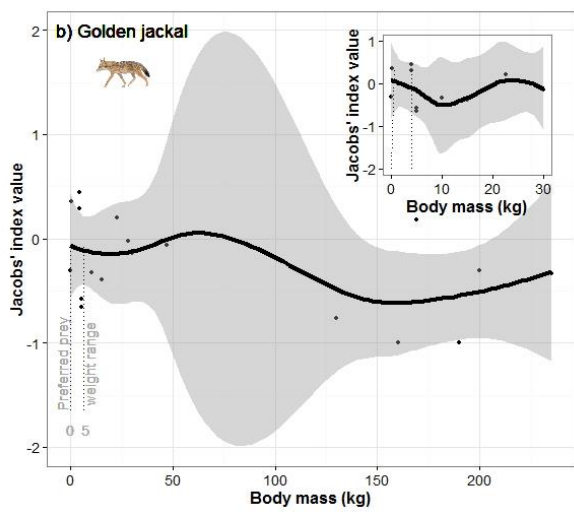 b) Golden jackal
Jacobs' index value
2
1
0
-1
-2
Preferred prey
weight range
0 5
0 50 100 150 200
Body mass (kg)
Jacobs' index value
1
1
0
-1
-2
0 10 20 30
Body mass (kg)